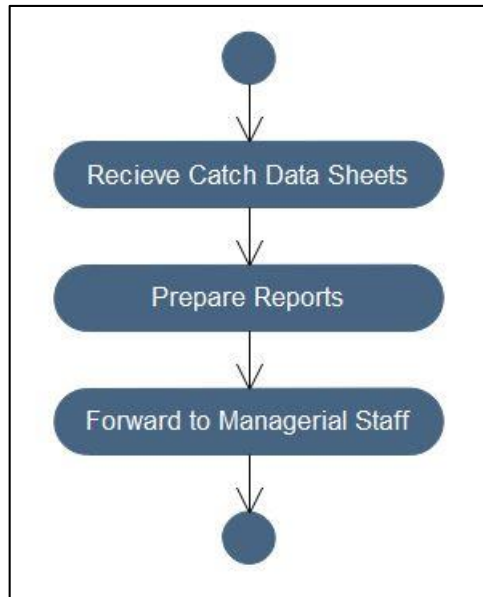 Recieve Catch Data Sheets
Prepare Reports
Forward to Managerial Staff